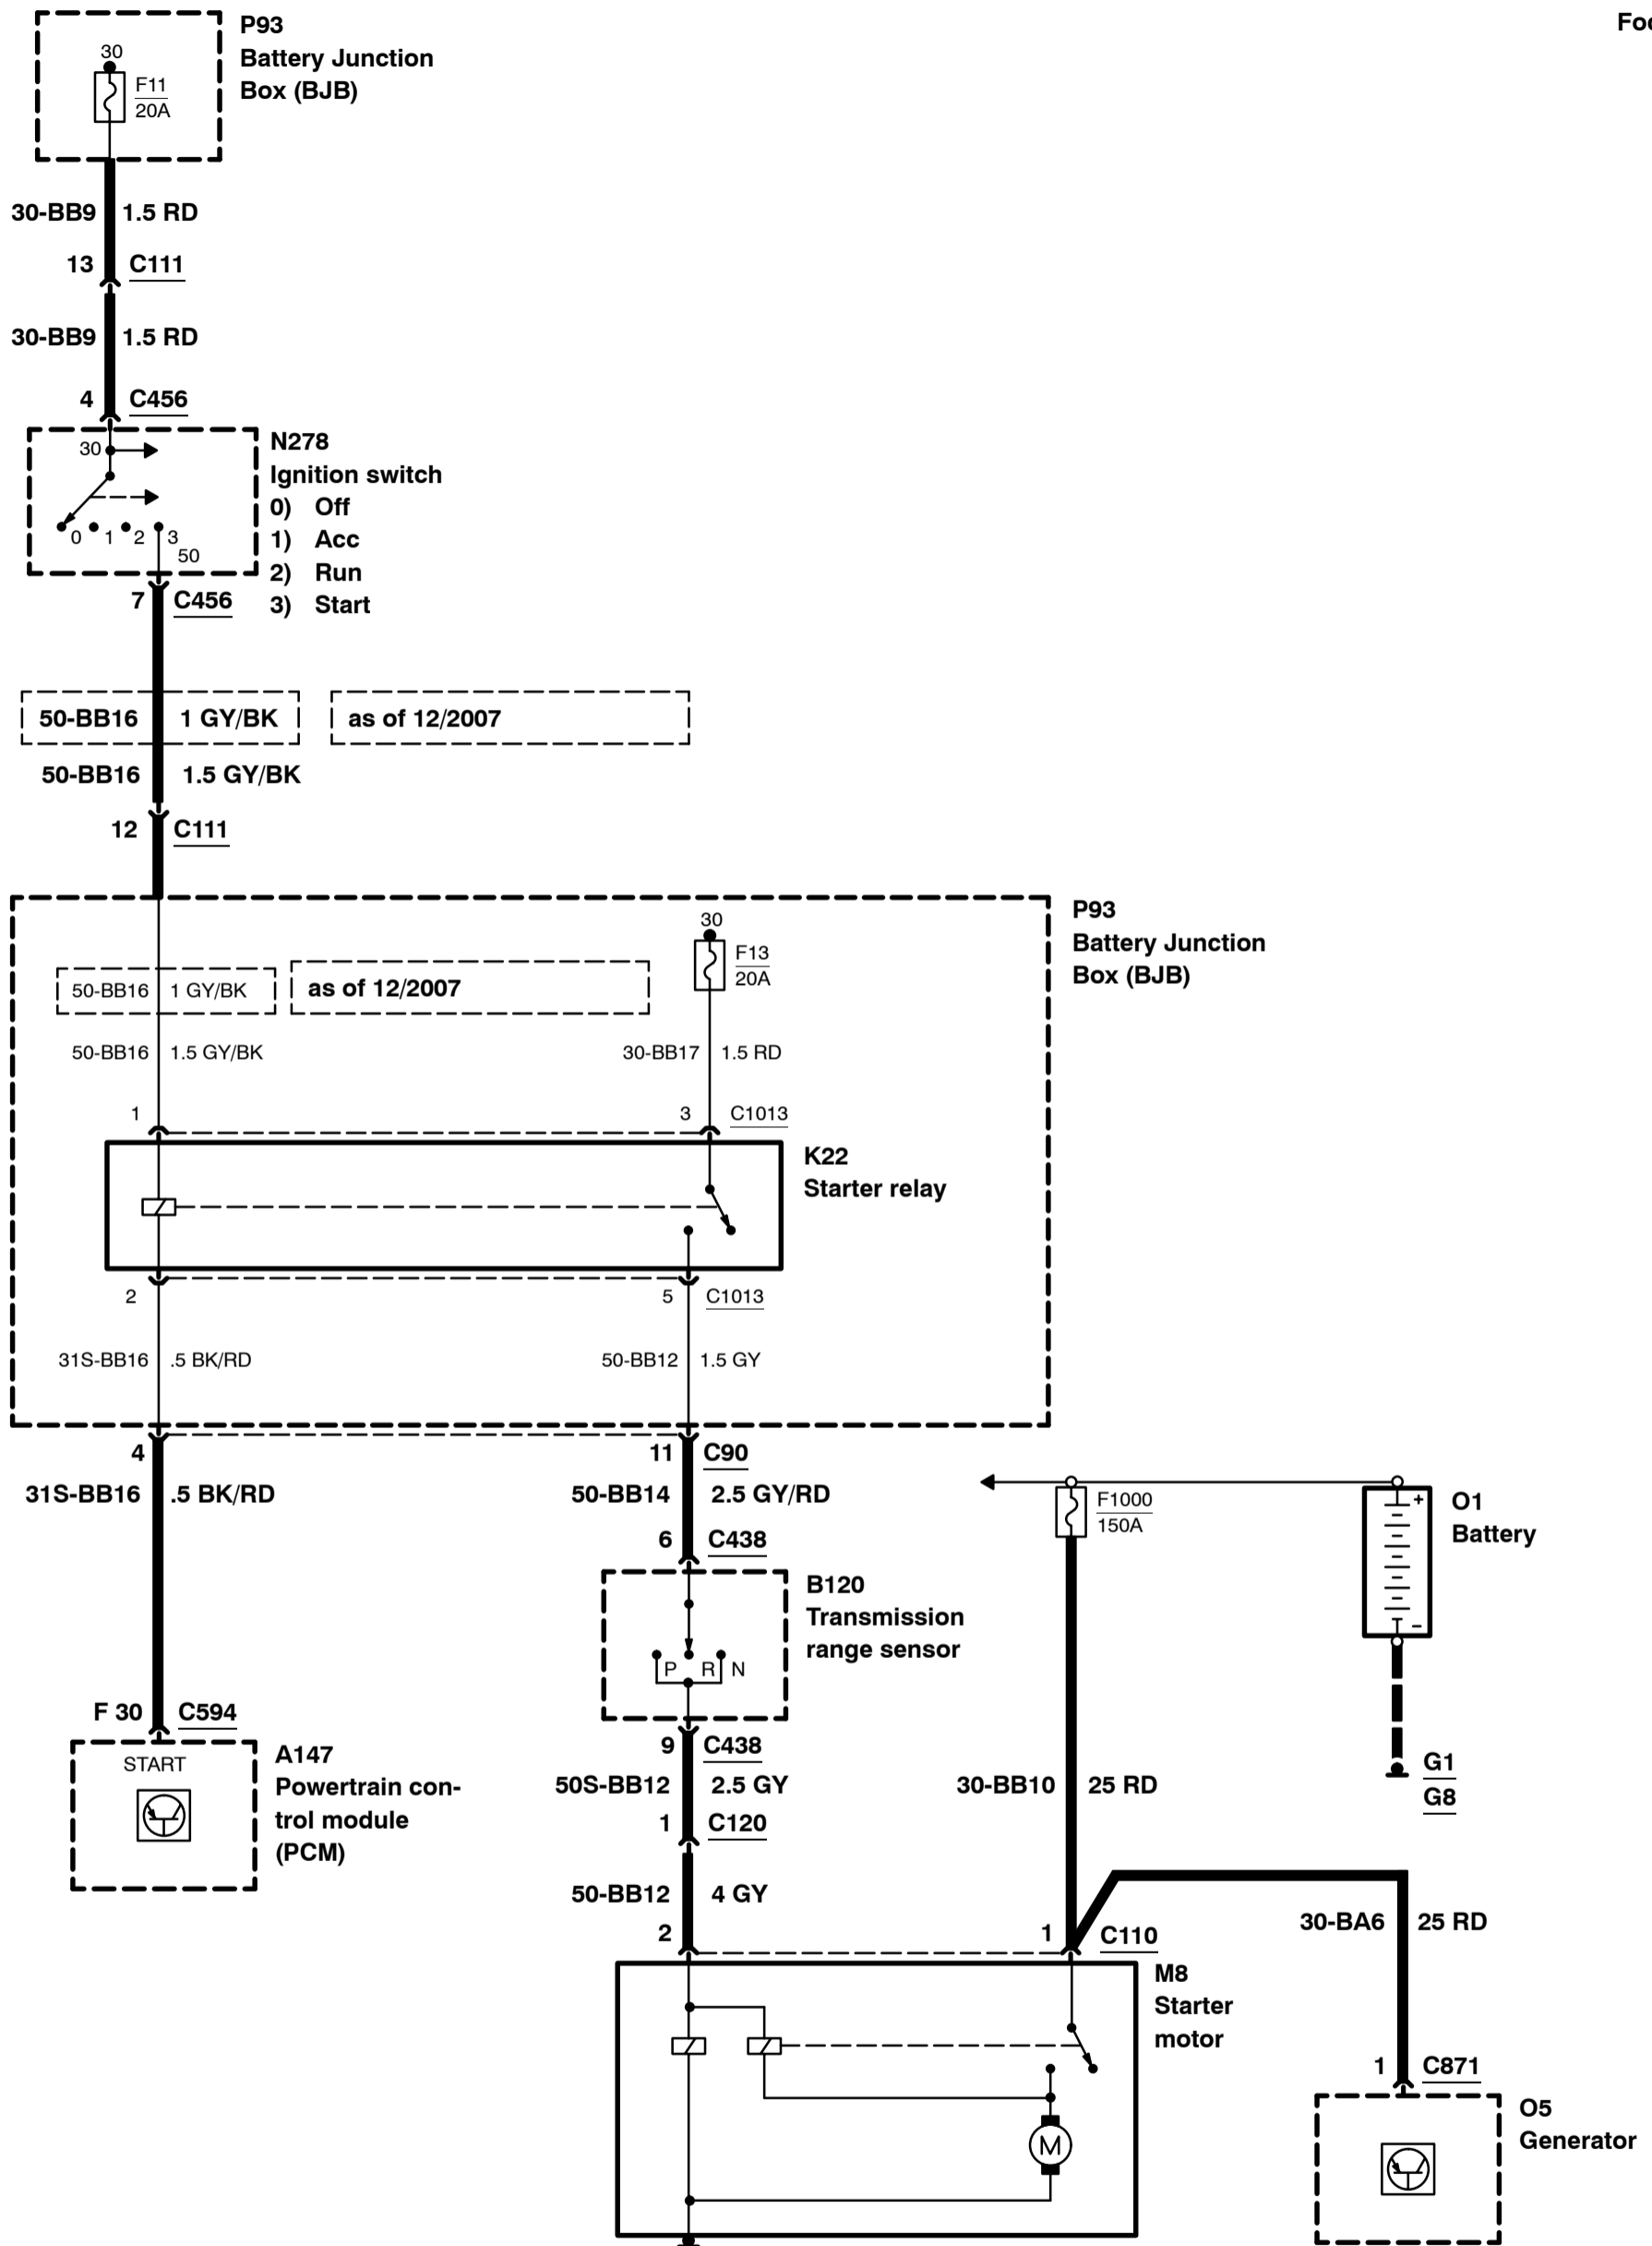 P93
Battery Junction
Box (BJB)
30
F11
20A
30-BB9 1.5 RD
13 C111
30-BB9 1.5 RD
4 C456
30
0 1 2 3
50
N278
Ignition switch
0) Off
1) Acc
2) Run
3) Start
7 C456
50-BB16 1 GY/BK as of 12/2007
50-BB16 1.5 GY/BK
12 C111
P93
Battery Junction
Box (BJB)
30
F13
20A
50-BB16 1 GY/BK as of 12/2007
50-BB16 1.5 GY/BK 30-BB17 1.5 RD
1 3 C1013
K22
Starter relay
2 5 C1013
31S-BB16 .5 BK/RD 50-BB12 1.5 GY
4 11 C90
31S-BB16 .5 BK/RD 50-BB14 2.5 GY/RD
6 C438
F1000
150A
+
-
O1
Battery
B120
Transmission
range sensor
P R N
F 30 C594
START
A147
Powertrain con-
trol module
(PCM)
9 C438
50S-BB12 2.5 GY 30-BB10 25 RD
G1
G8
1 C120
50-BB12 4 GY
2 1 C110
30-BA6 25 RD
M8
Starter
motor
M
1 C871
O5
Generator